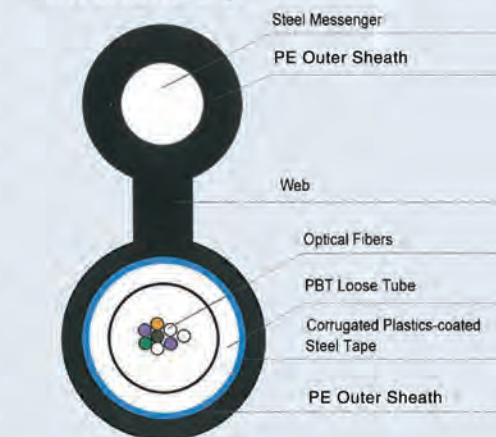 Steel Messenger
PE Outer Sheath
Web
Optical Fibers
PBT Loose Tube
Corrugated Plastics-coated
Steel Tape
PE Outer Sheath